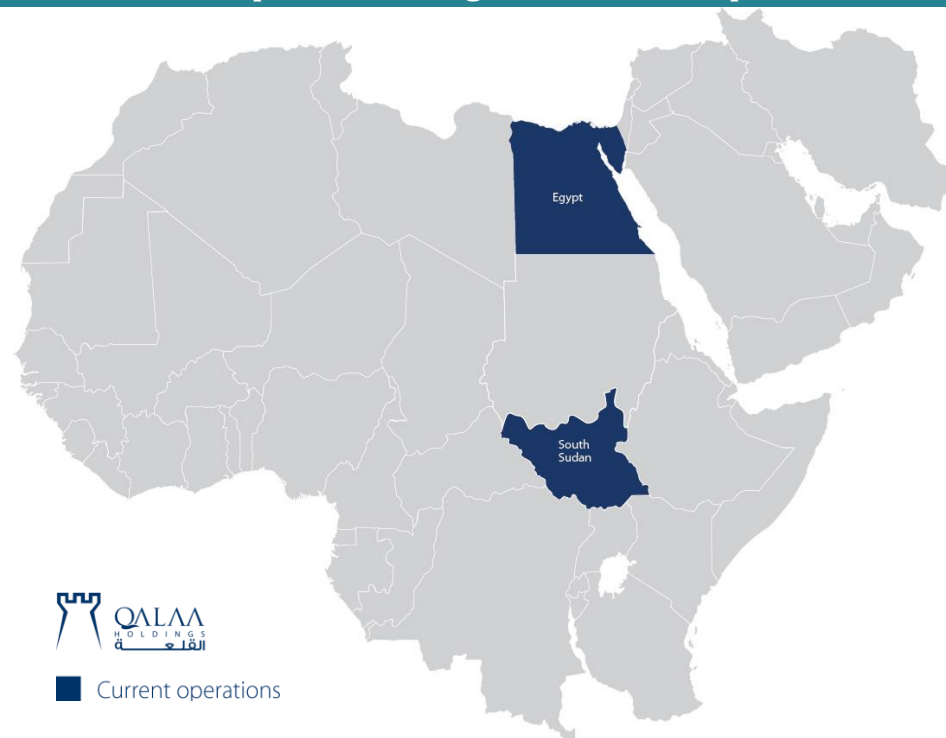 Egypt
South
Sudan
QALAA
HOLDINGS
القلعة
Current operations